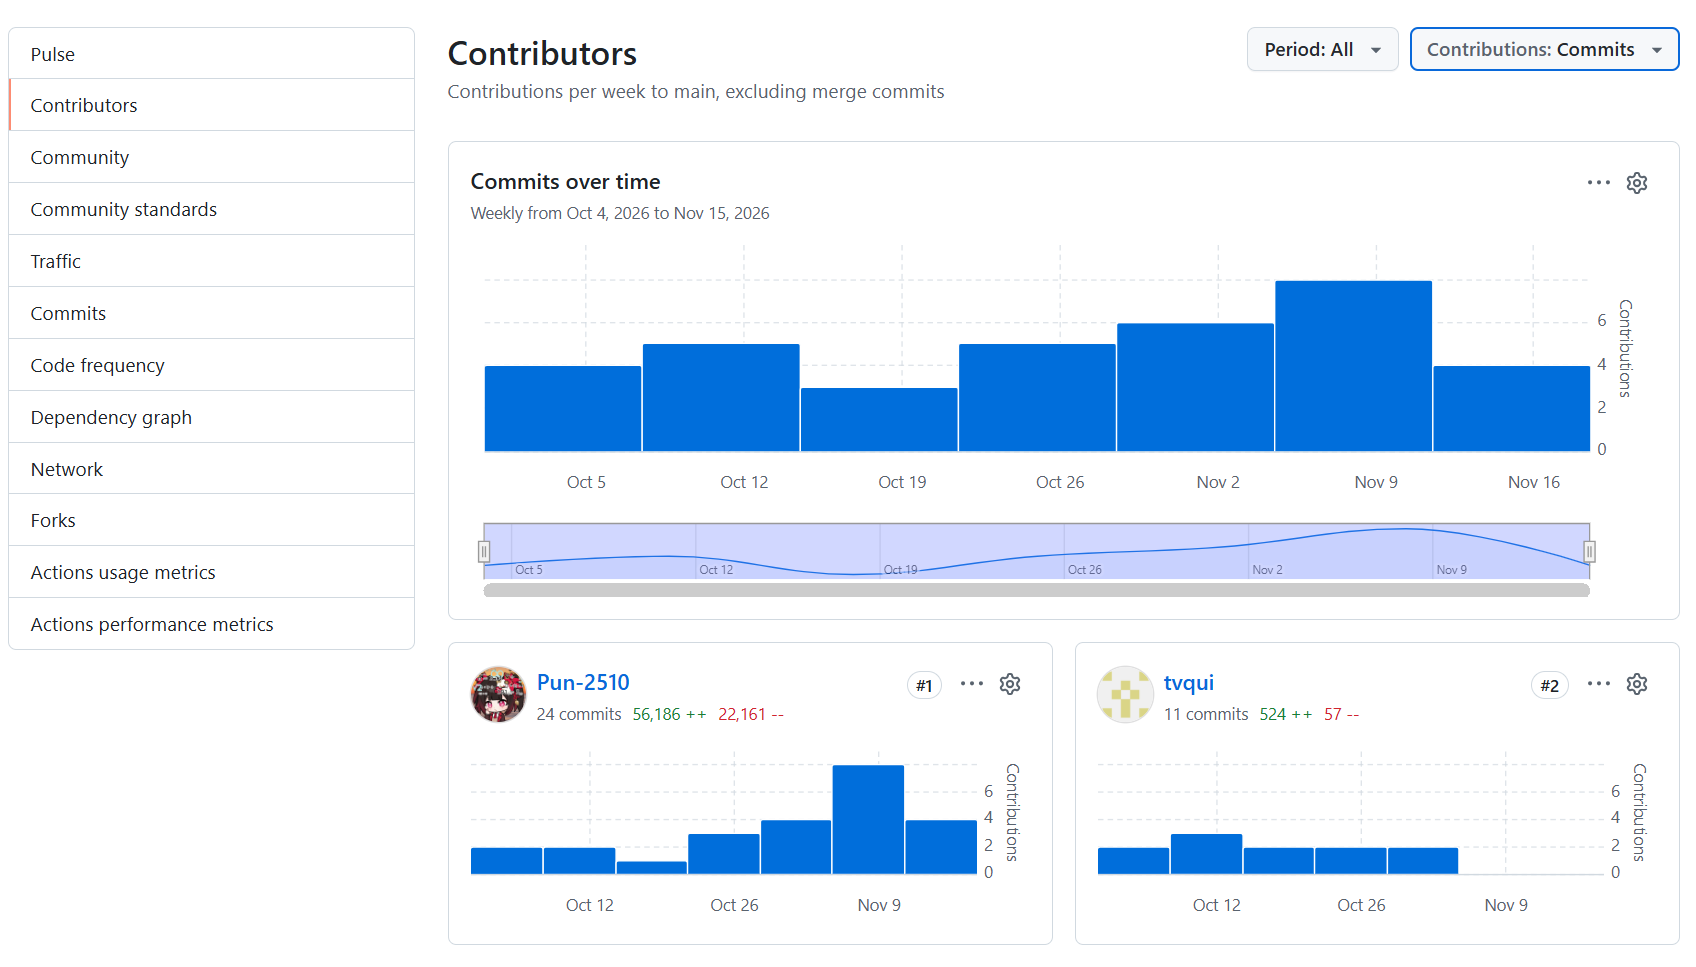 Pulse
Contributors
Community
Community standards
Traffic
Commits
Code frequency
Dependency graph
Network
Forks
Actions usage metrics
Actions performance metrics
Contributors
Contributions per week to main, excluding merge commits
Period: All
Contributions: Commits
Commits over time
Weekly from Oct 4, 2026 to Nov 15, 2026
6
4
2
0
Contributions
Oct 5 Oct 12 Oct 19 Oct 26 Nov 2 Nov 9 Nov 16
Oct 5 Oct 12 Oct 19 Oct 26 Nov 2 Nov 9
Pun-2510
#1
24 commits 56,186 ++ 22,161 --
6
4
2
0
Contributions
Oct 12 Oct 26 Nov 9
tvqui
#2
11 commits 524 ++ 57 --
6
4
2
0
Contributions
Oct 12 Oct 26 Nov 9